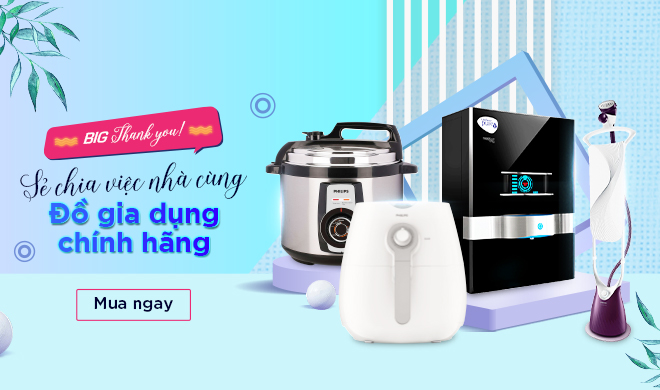 BIG Thank you!
Sẻ chia việc nhà cùng
Đồ gia dụng
chính hãng
Mua ngay
PHILIPS